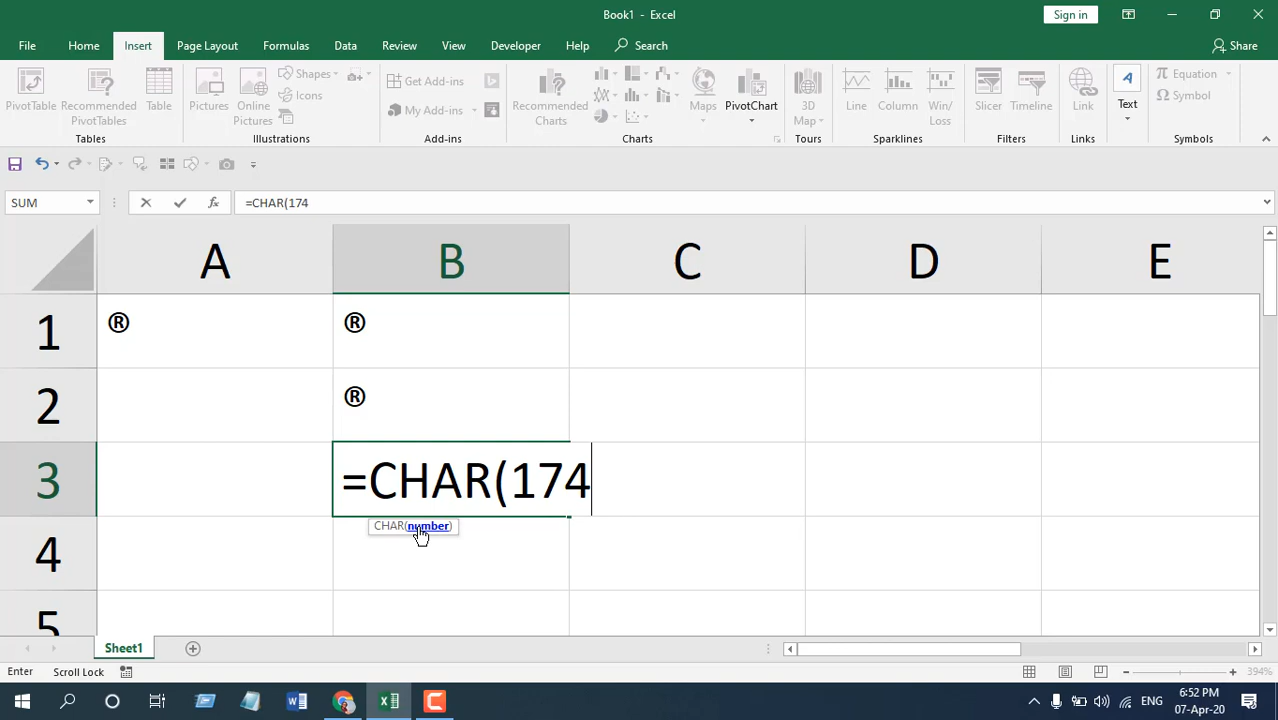 Book1 - Excel
Sign in
File Home Insert Page Layout Formulas Data Review View Developer Help Search Share
PivotTable
Recommended
PivotTables
Table
Tables
Pictures
Online
Pictures
Shapes
Icons
Illustrations
Get Add-ins
My Add-ins
Add-ins
Recommended
Charts
Maps
PivotChart
Charts
3D
Map
Tours
Line
Column
Win/
Loss
Sparklines
Slicer
Timeline
Filters
Link
Links
A
Text
π Equation
Ω Symbol
Symbols
SUM
fx
=CHAR(174
A B C D E
1 ® ®
2 ®
3 =CHAR(174
CHAR(number)
4
5
Sheet1
Enter Scroll Lock
394%
ENG
6:52 PM
07-Apr-20